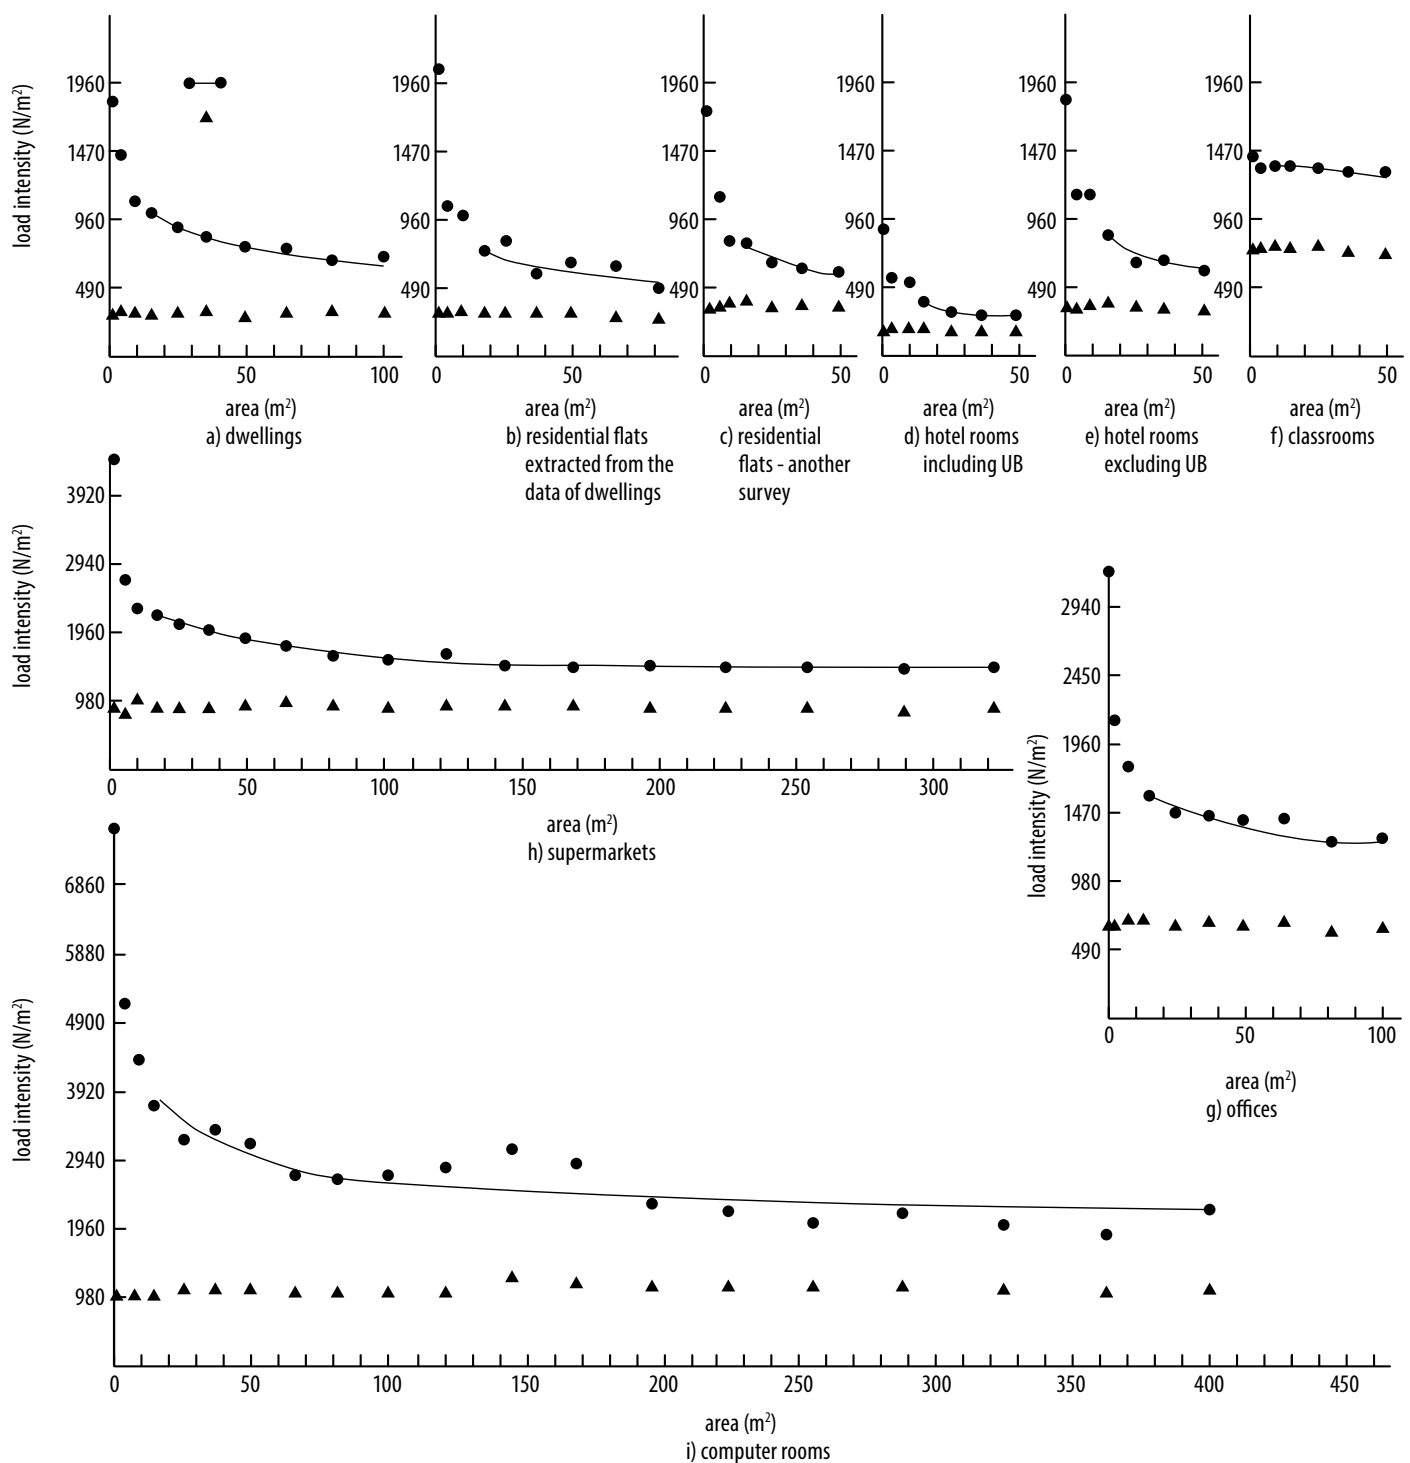 load intensity (N/m²)
1960
1470
960
490
0
50
100
area (m²)
a) dwellings
1960
1470
960
490
0
50
area (m²)
b) residential flats
extracted from the
data of dwellings
1960
1470
960
490
0
50
area (m²)
c) residential
flats - another
survey
1960
1470
960
490
0
50
area (m²)
d) hotel rooms
including UB
1960
1470
960
490
0
50
area (m²)
e) hotel rooms
excluding UB
1960
1470
960
490
0
50
area (m²)
f) classrooms
load intensity (N/m²)
3920
2940
1960
980
0
50
100
150
200
250
300
area (m²)
h) supermarkets
load intensity (N/m²)
2940
2450
1960
1470
980
490
0
50
100
area (m²)
g) offices
load intensity (N/m²)
6860
5880
4900
3920
2940
1960
980
0
50
100
150
200
250
300
350
400
450
area (m²)
i) computer rooms